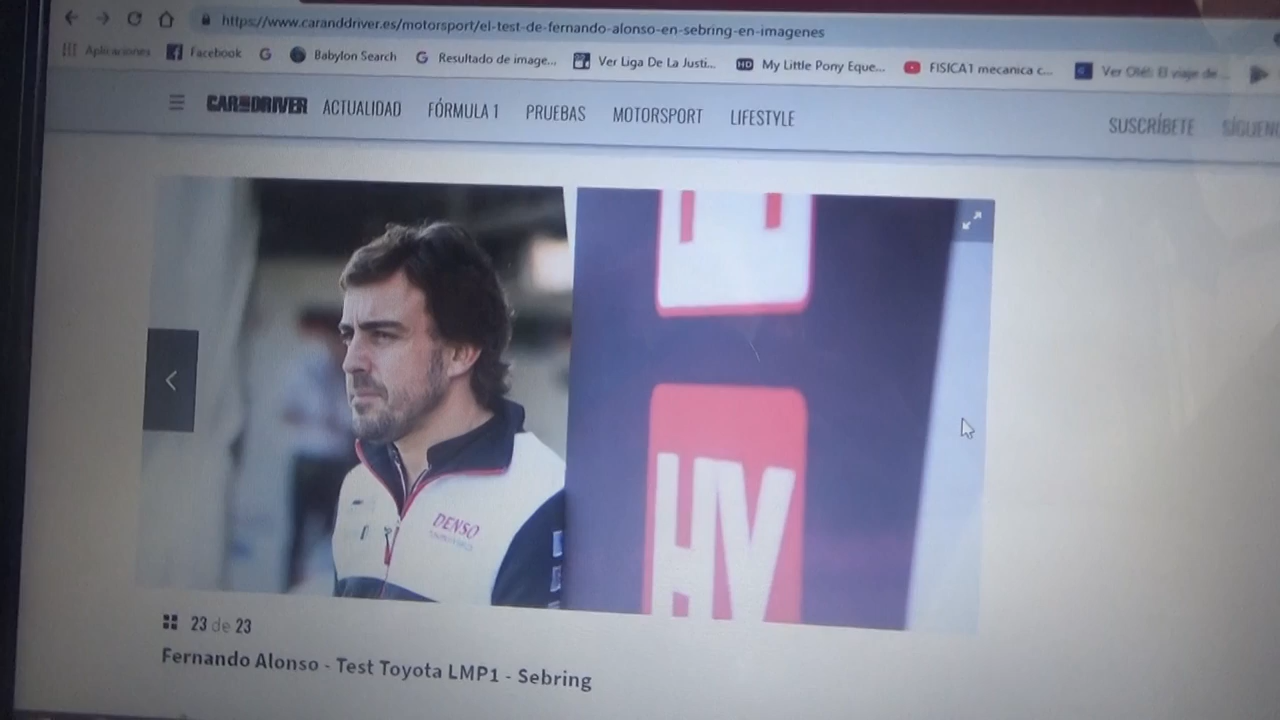 https://www.caranddriver.es/motorsport/el-test-de-fernando-alonso-en-sebring-en-imagenes
Aplicaciones Facebook Babylon Search Resultado de image... Ver Liga De La Justi... My Little Pony Eque... FISICA1 mecanica c... Ver Olé!: El viaje de...
CAR AND DRIVER ACTUALIDAD FÓRMULA 1 PRUEBAS MOTORSPORT LIFESTYLE SUSCRÍBETE SÍGUEN
DENSO
HY
23 de 23
Fernando Alonso - Test Toyota LMP1 - Sebring